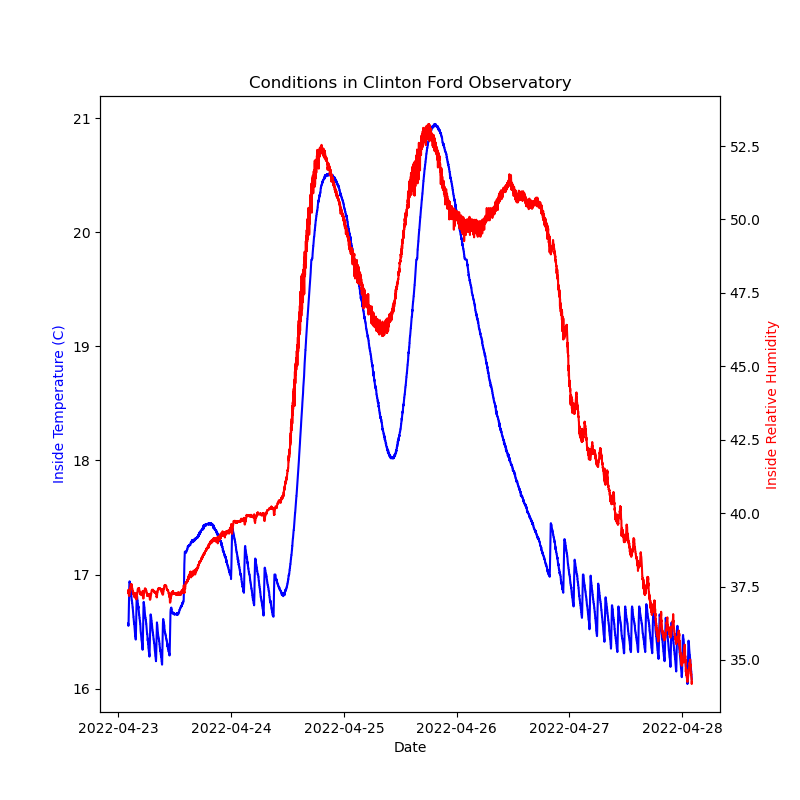 Conditions in Clinton Ford Observatory
21
20
19
18
17
16
Inside Temperature (C)
52.5
50.0
47.5
45.0
42.5
40.0
37.5
35.0
Inside Relative Humidity
2022-04-23 2022-04-24 2022-04-25 2022-04-26 2022-04-27 2022-04-28
Date